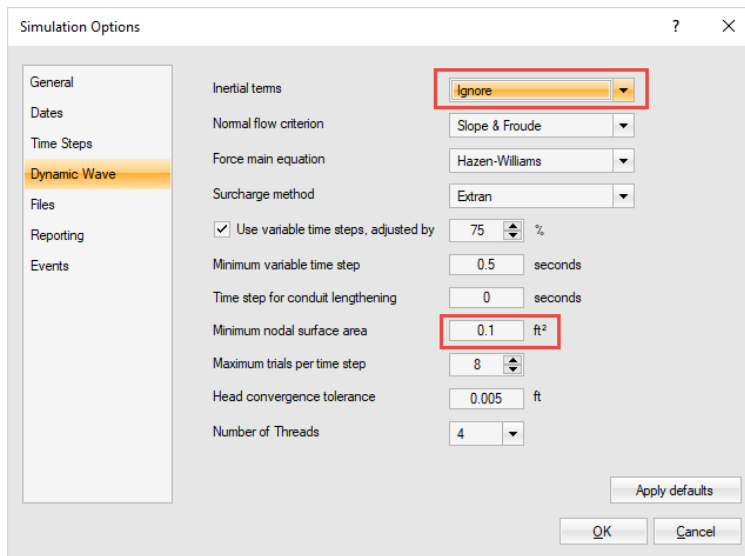 Simulation Options ?
General
Dates
Time Steps
Dynamic Wave
Files
Reporting
Events
Inertial terms Ignore
Normal flow criterion Slope & Froude
Force main equation Hazen-Williams
Surcharge method Extran
Use variable time steps, adjusted by 75 %
Minimum variable time step 0.5 seconds
Time step for conduit lengthening 0 seconds
Minimum nodal surface area 0.1 ft²
Maximum trials per time step 8
Head convergence tolerance 0.005 ft
Number of Threads 4
Apply defaults
OK Cancel